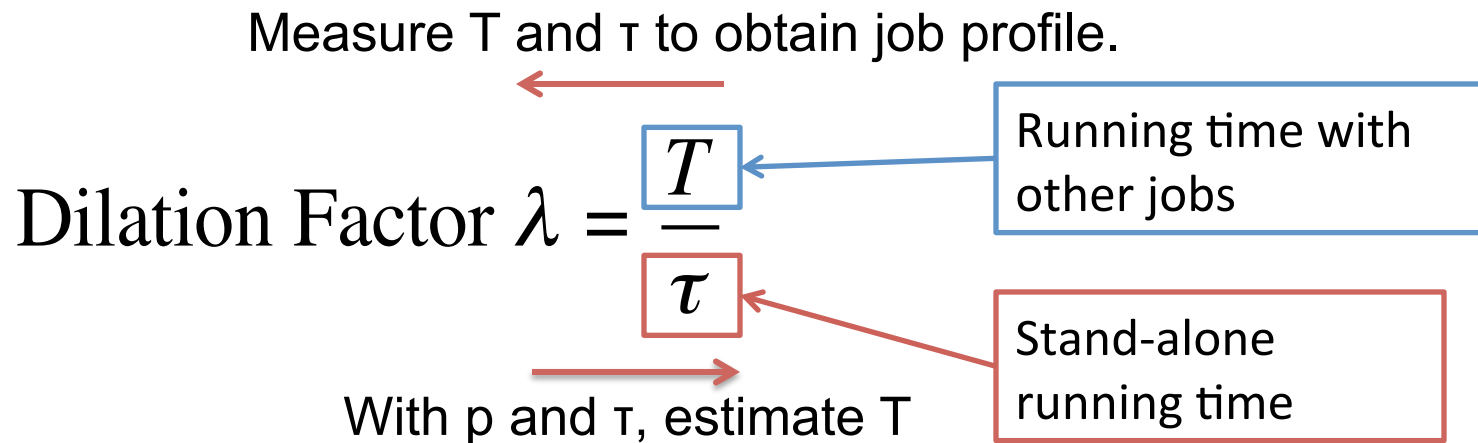 Measure T and τ to obtain job profile.
Dilation Factor λ = T / τ
Running time with
other jobs
Stand-alone
running time
With p and τ, estimate T